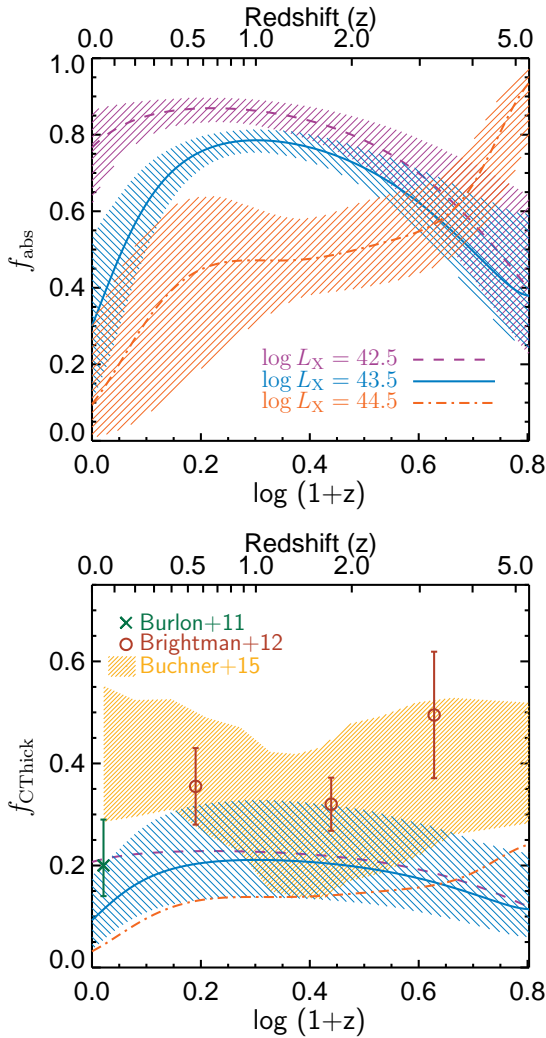 Redshift (z)
0.0 0.5 1.0 2.0 5.0
1.0
0.8
0.6
0.4
0.2
0.0
f_abs
log L_X = 42.5
log L_X = 43.5
log L_X = 44.5
0.0 0.2 0.4 0.6 0.8
log (1+z)
Redshift (z)
0.0 0.5 1.0 2.0 5.0
Burlon+11
Brightman+12
Buchner+15
0.6
0.4
0.2
0.0
f_CThick
0.0 0.2 0.4 0.6 0.8
log (1+z)